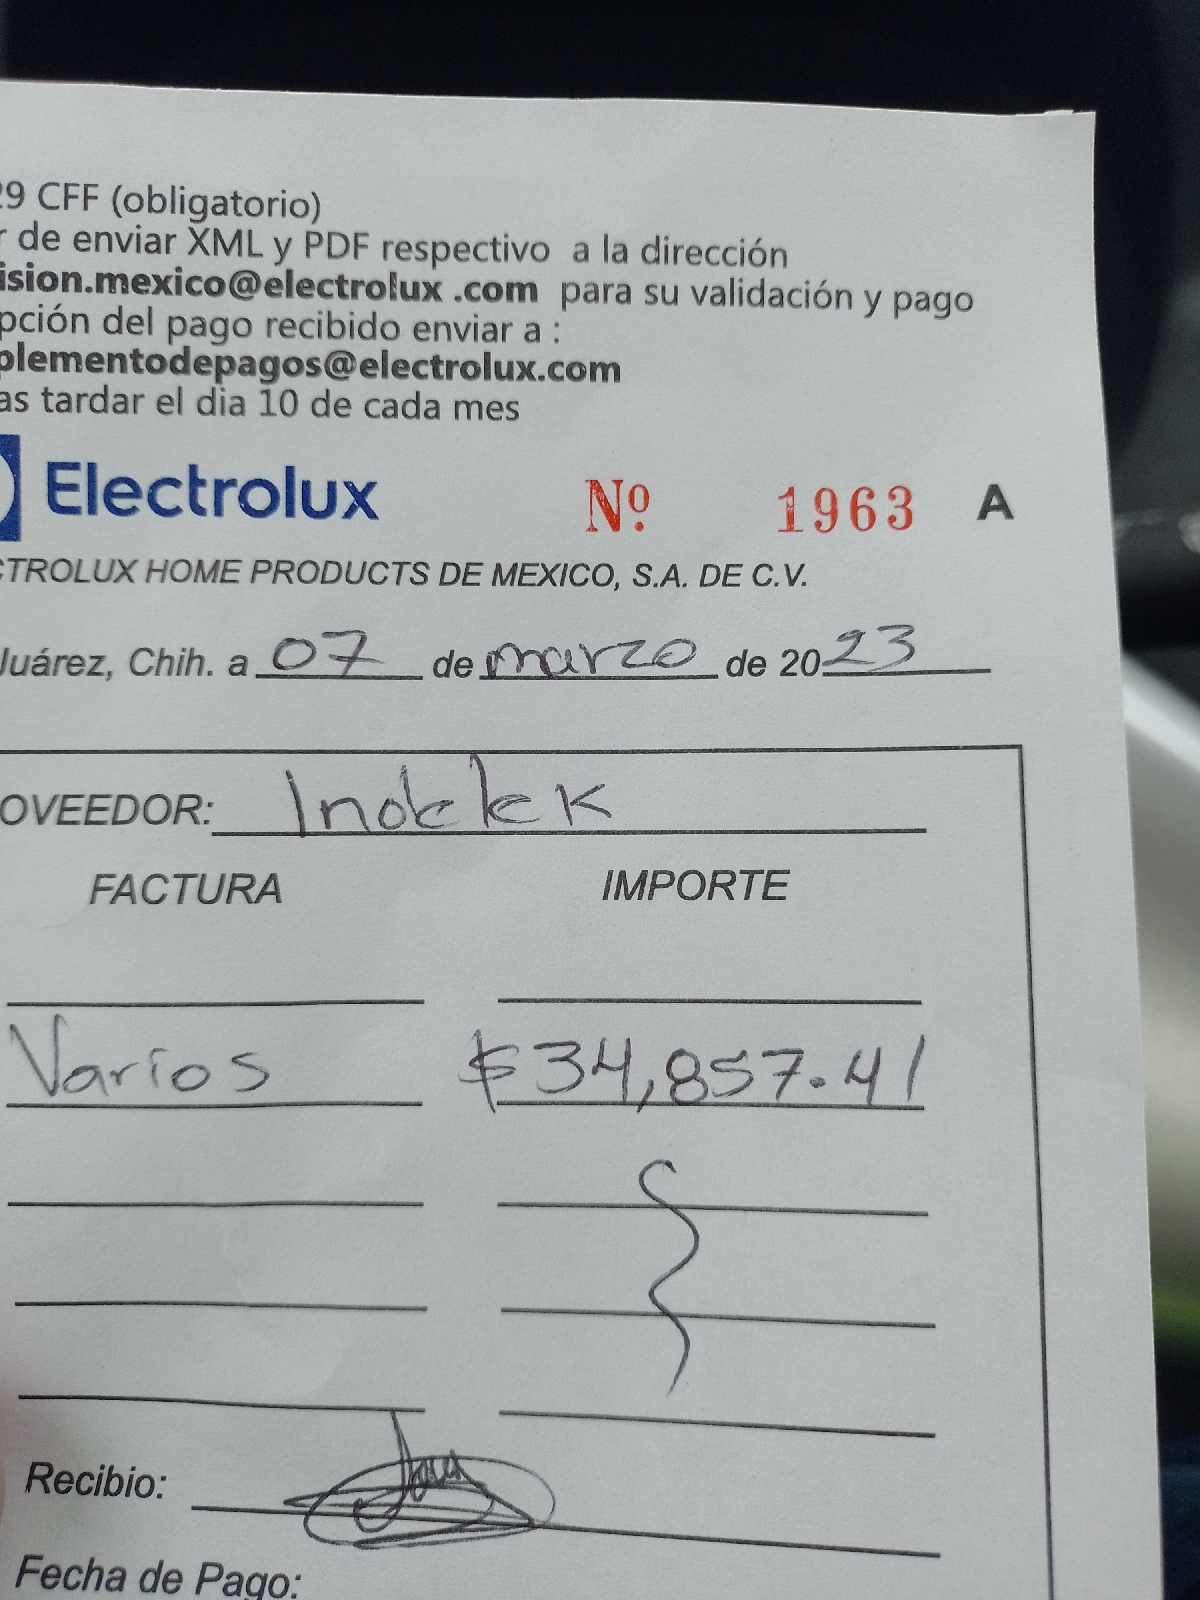 29 CFF (obligatorio)
r de enviar XML y PDF respectivo a la dirección
ision.mexico@electrolux .com para su validación y pago
pción del pago recibido enviar a :
plementodepagos@electrolux.com
as tardar el dia 10 de cada mes
Electrolux Nº 1963 A
CTROLUX HOME PRODUCTS DE MEXICO, S.A. DE C.V.
Juárez, Chih. a 07 de marzo de 2023
OVEEDOR:
FACTURA IMPORTE
Varios $34,857.41
Recibio:
Fecha de Pago: